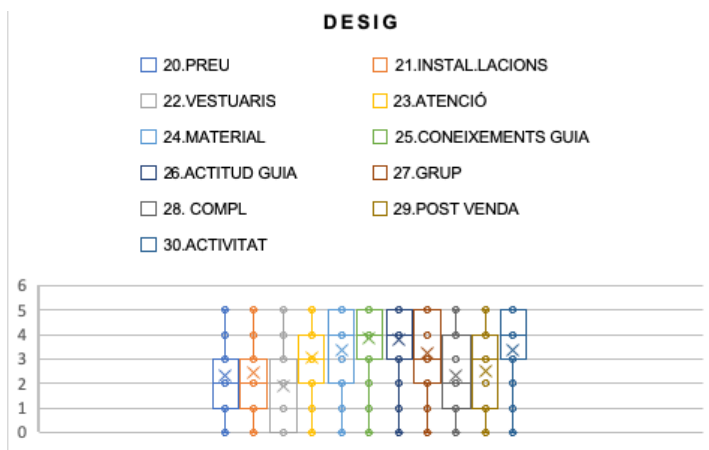 DESIG
20.PREU 21.INSTAL.LACIONS
22.VESTUARIS 23.ATENCIÓ
24.MATERIAL 25.CONEIXEMENTS GUIA
26.ACTITUD GUIA 27.GRUP
28. COMPL 29.POST VENDA
30.ACTIVITAT
6
5
4
3
2
1
0